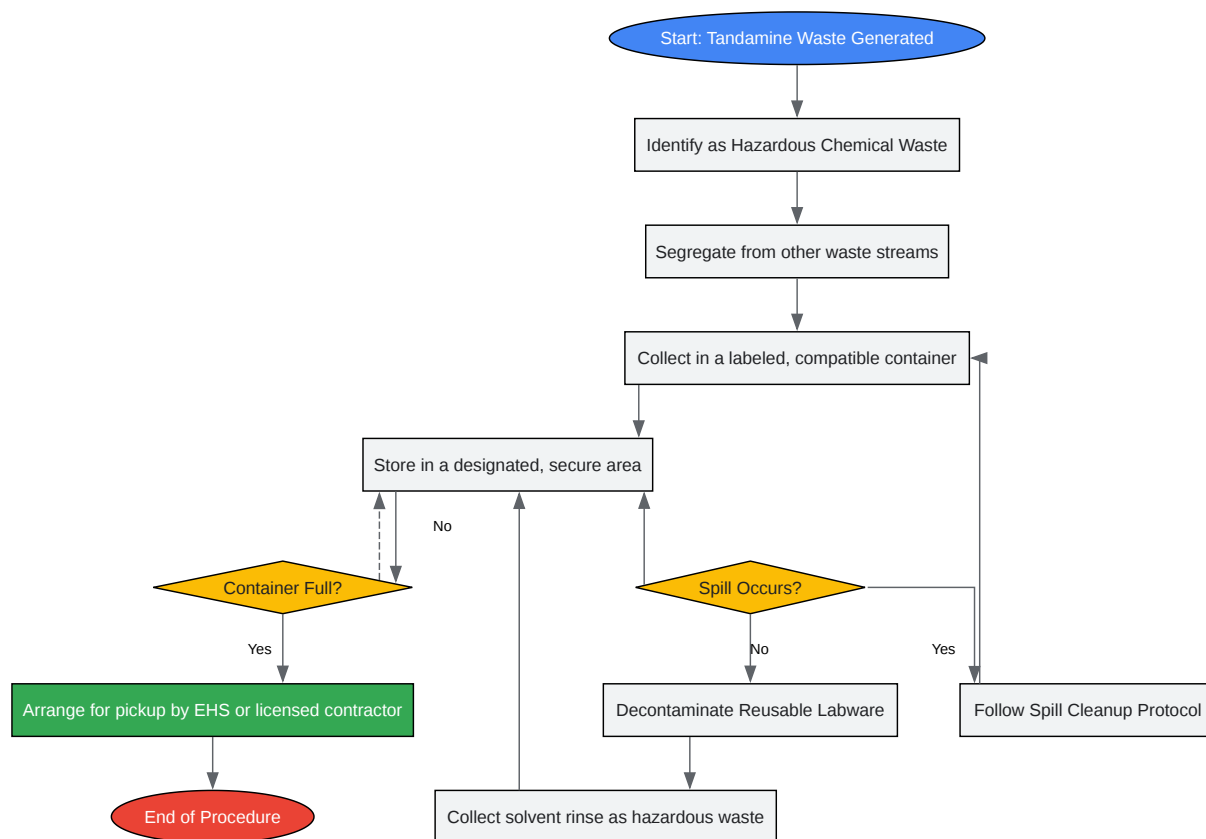 Start: Tandamine Waste Generated
Identify as Hazardous Chemical Waste
Segregate from other waste streams
Collect in a labeled, compatible container
Store in a designated, secure area
No
Container Full?
Spill Occurs?
Yes
No
Yes
Arrange for pickup by EHS or licensed contractor
Decontaminate Reusable Labware
Follow Spill Cleanup Protocol
End of Procedure
Collect solvent rinse as hazardous waste